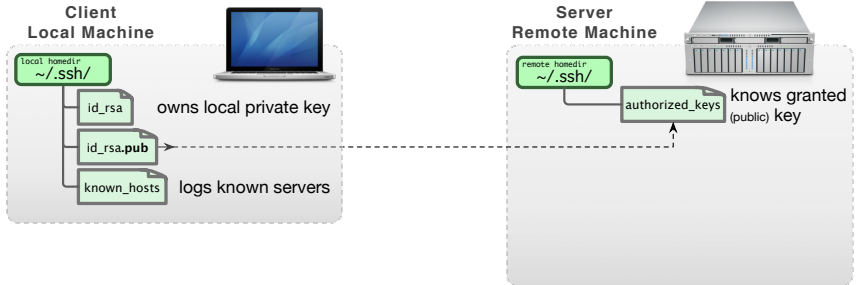 Client
Local Machine
local homedir
~/.ssh/
id_rsa
owns local private key
id_rsa.pub
known_hosts
logs known servers
Server
Remote Machine
remote homedir
~/.ssh/
authorized_keys
knows granted
(public) key